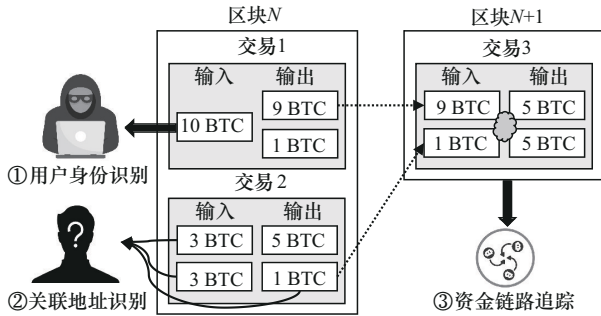 区块N
交易1
输入 输出
10 BTC
9 BTC
1 BTC
交易2
输入 输出
3 BTC 5 BTC
3 BTC 1 BTC
区块N+1
交易3
输入 输出
9 BTC 5 BTC
1 BTC 5 BTC
①用户身份识别
?
②关联地址识别
③资金链路追踪